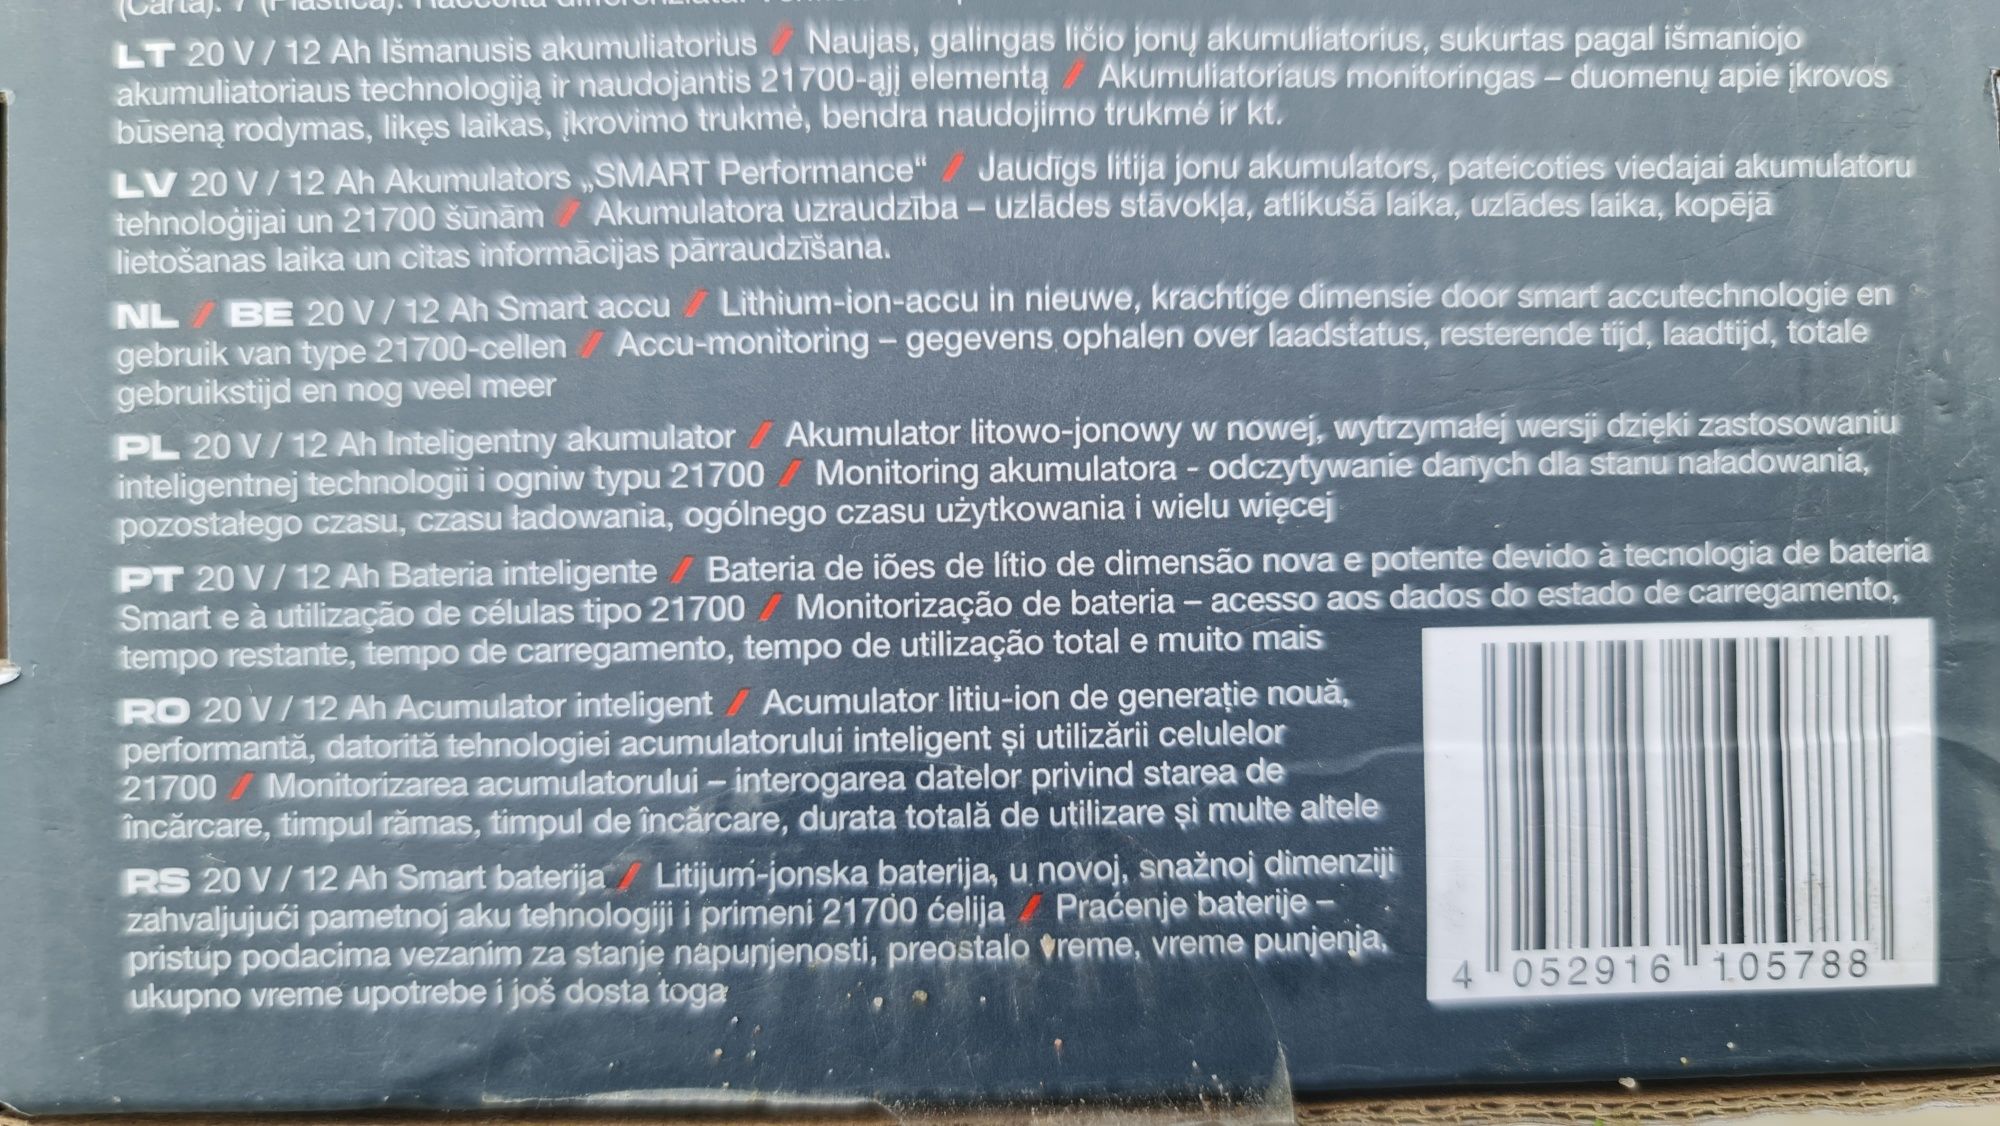 (Carta). 7 (Plastica). Raccolta differenziata.
LT 20 V / 12 Ah Išmanusis akumuliatorius / Naujas, galingas ličio jonų akumuliatorius, sukurtas pagal išmaniojo
akumuliatoriaus technologiją ir naudojantis 21700-ąjį elementą / Akumuliatoriaus monitoringas – duomenų apie įkrovos
būseną rodymas, likęs laikas, įkrovimo trukmė, bendra naudojimo trukmė ir kt.
LV 20 V / 12 Ah Akumulators „SMART Performance“ / Jaudīgs litija jonu akumulators, pateicoties viedajai akumulatoru
tehnoloģijai un 21700 šūnām / Akumulatora uzraudzība – uzlādes stāvokļa, atlikušā laika, uzlādes laika, kopējā
lietošanas laika un citas informācijas pārraudzīšana.
NL / BE 20 V / 12 Ah Smart accu / Lithium-ion-accu in nieuwe, krachtige dimensie door smart accutechnologie en
gebruik van type 21700-cellen / Accu-monitoring – gegevens ophalen over laadstatus, resterende tijd, laadtijd, totale
gebruikstijd en nog veel meer
PL 20 V / 12 Ah Inteligentny akumulator / Akumulator litowo-jonowy w nowej, wytrzymałej wersji dzięki zastosowaniu
inteligentnej technologii i ogniw typu 21700 / Monitoring akumulatora - odczytywanie danych dla stanu naładowania,
pozostałego czasu, czasu ładowania, ogólnego czasu użytkowania i wielu więcej
PT 20 V / 12 Ah Bateria inteligente / Bateria de iões de lítio de dimensão nova e potente devido à tecnologia de bateria
Smart e à utilização de células tipo 21700 / Monitorização de bateria – acesso aos dados do estado de carregamento,
tempo restante, tempo de carregamento, tempo de utilização total e muito mais
RO 20 V / 12 Ah Acumulator inteligent / Acumulator litiu-ion de generație nouă,
performantă, datorită tehnologiei acumulatorului inteligent și utilizării celulelor
21700 / Monitorizarea acumulatorului – interogarea datelor privind starea de
încărcare, timpul rămas, timpul de încărcare, durata totală de utilizare și multe altele
RS 20 V / 12 Ah Smart baterija / Litijum-jonska baterija, u novoj, snažnoj dimenziji
zahvaljujući pametnoj aku tehnologiji i primeni 21700 ćelija / Praćenje baterije –
pristup podacima vezanim za stanje napunjenosti, preostalo vreme, vreme punjenja,
ukupno vreme upotrebe i još dosta toga
4 052916 105788